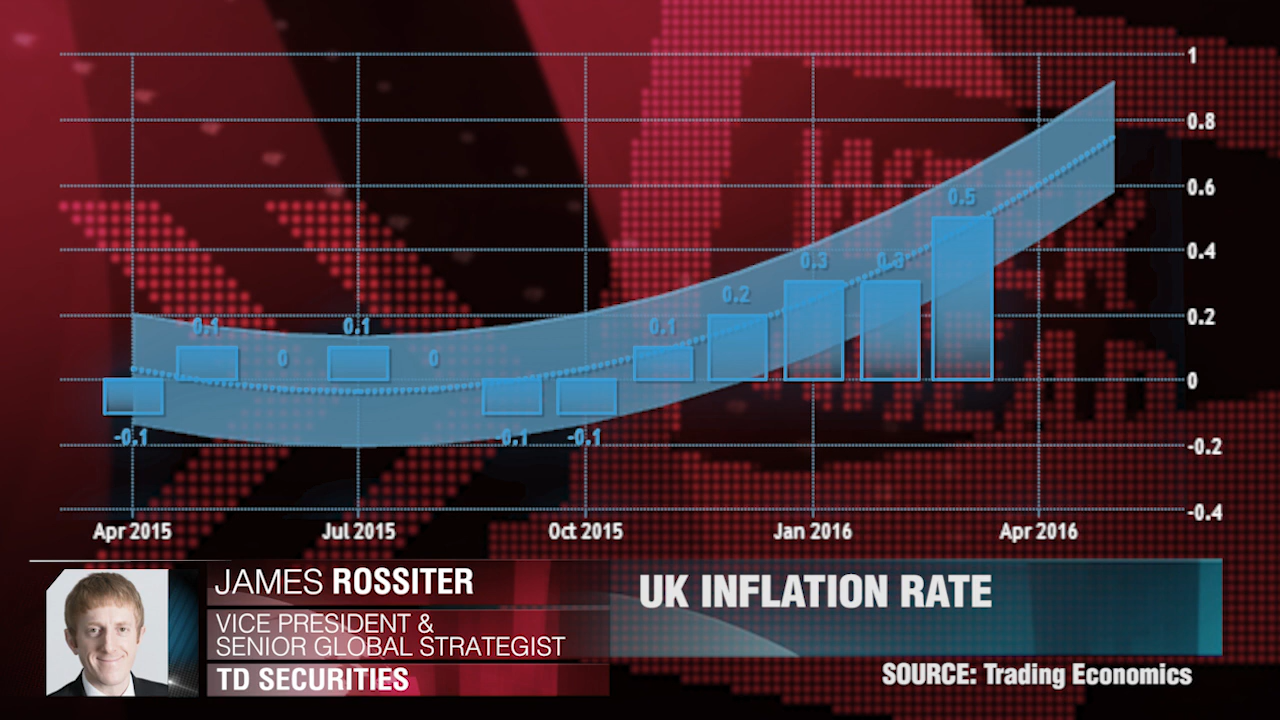 1
0.8
0.6
0.5
0.4
0.3
0.3
0.2
0.2
0.1
0.1
0.1
0
0
0
-0.1
-0.1
-0.1
-0.2
-0.4
Apr 2015
Jul 2015
Oct 2015
Jan 2016
Apr 2016
JAMES ROSSITER
VICE PRESIDENT &
SENIOR GLOBAL STRATEGIST
TD SECURITIES
UK INFLATION RATE
SOURCE: Trading Economics